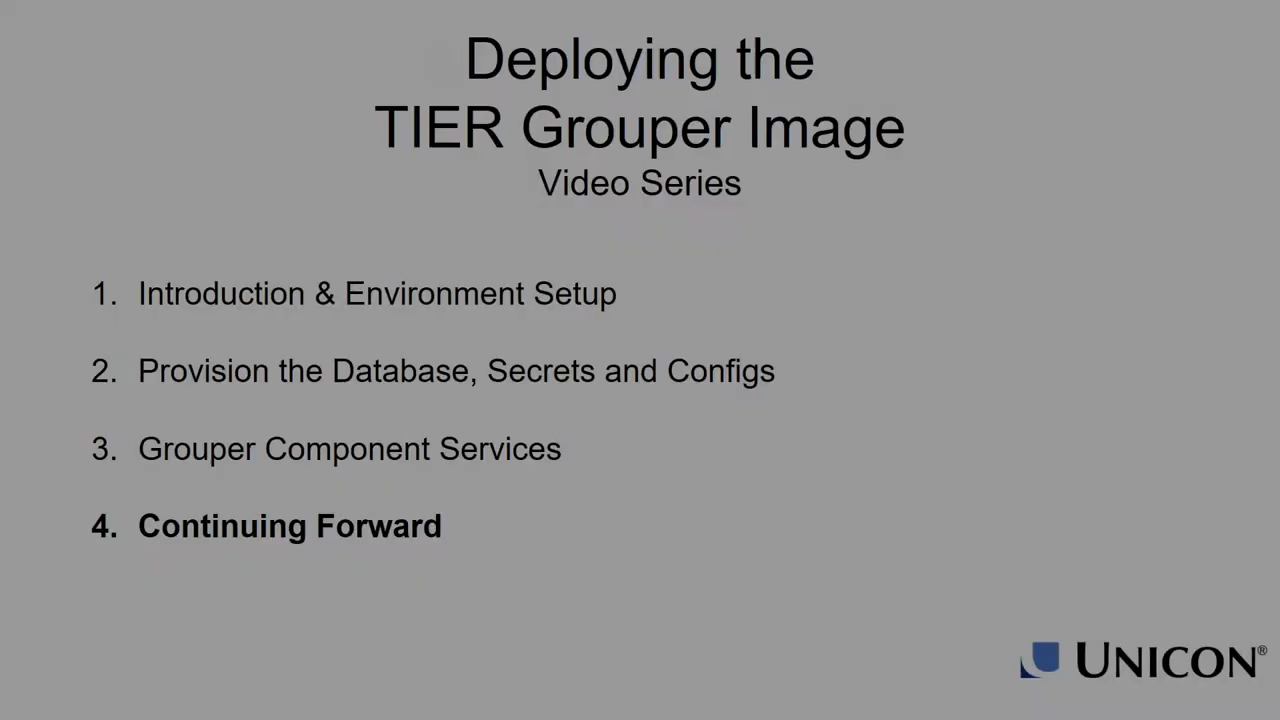 Deploying the
TIER Grouper Image
Video Series
1. Introduction & Environment Setup
2. Provision the Database, Secrets and Configs
3. Grouper Component Services
4. Continuing Forward
UNICON®